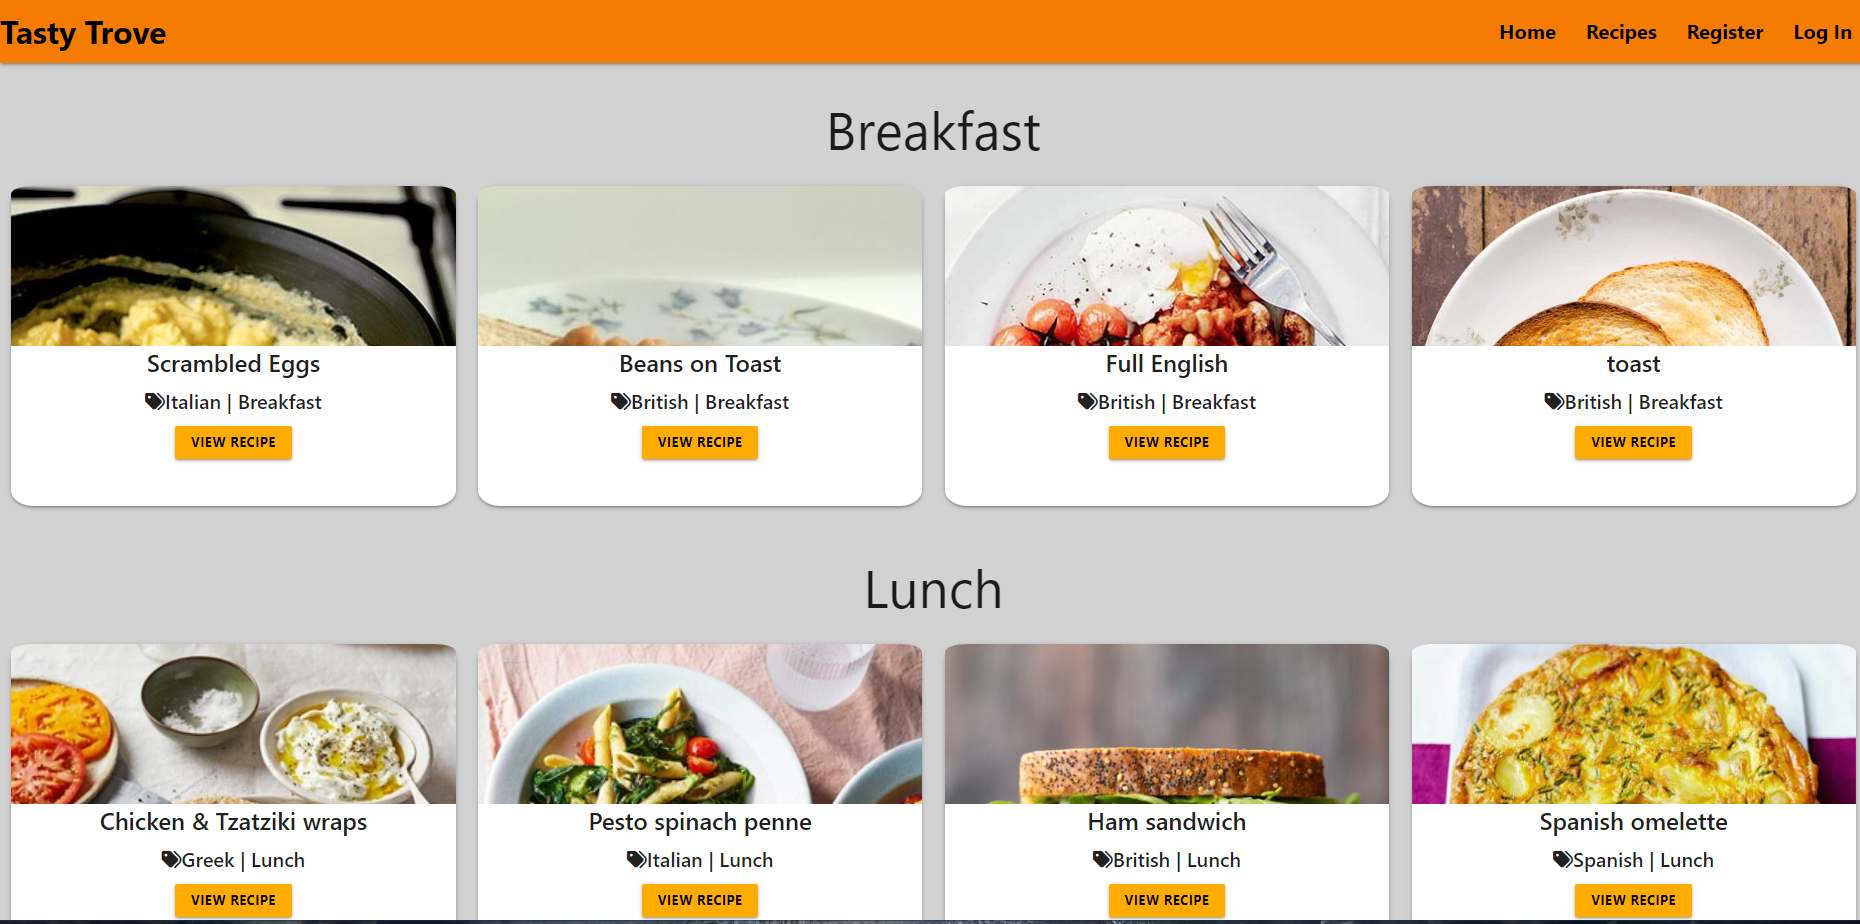 Tasty Trove
Home Recipes Register Log In
Breakfast
Scrambled Eggs
Italian | Breakfast
VIEW RECIPE
Beans on Toast
British | Breakfast
VIEW RECIPE
Full English
British | Breakfast
VIEW RECIPE
toast
British | Breakfast
VIEW RECIPE
Lunch
Chicken & Tzatziki wraps
Greek | Lunch
VIEW RECIPE
Pesto spinach penne
Italian | Lunch
VIEW RECIPE
Ham sandwich
British | Lunch
VIEW RECIPE
Spanish omelette
Spanish | Lunch
VIEW RECIPE